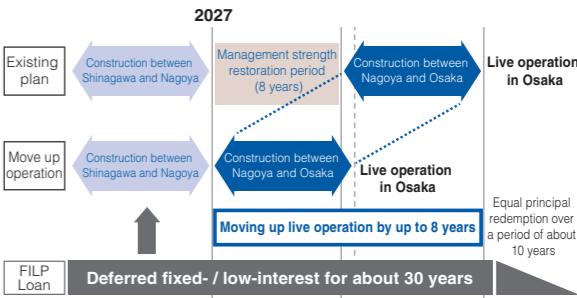 2027
Existing
plan
Construction between
Shinagawa and Nagoya
Management strength
restoration period
(8 years)
Construction between
Nagoya and Osaka
Live operation
in Osaka
Move up
operation
Construction between
Shinagawa and Nagoya
Construction between
Nagoya and Osaka
Live operation
in Osaka
Moving up live operation by up to 8 years
Equal principal
redemption over
a period of about
10 years
FILP
Loan
Deferred fixed- / low-interest for about 30 years